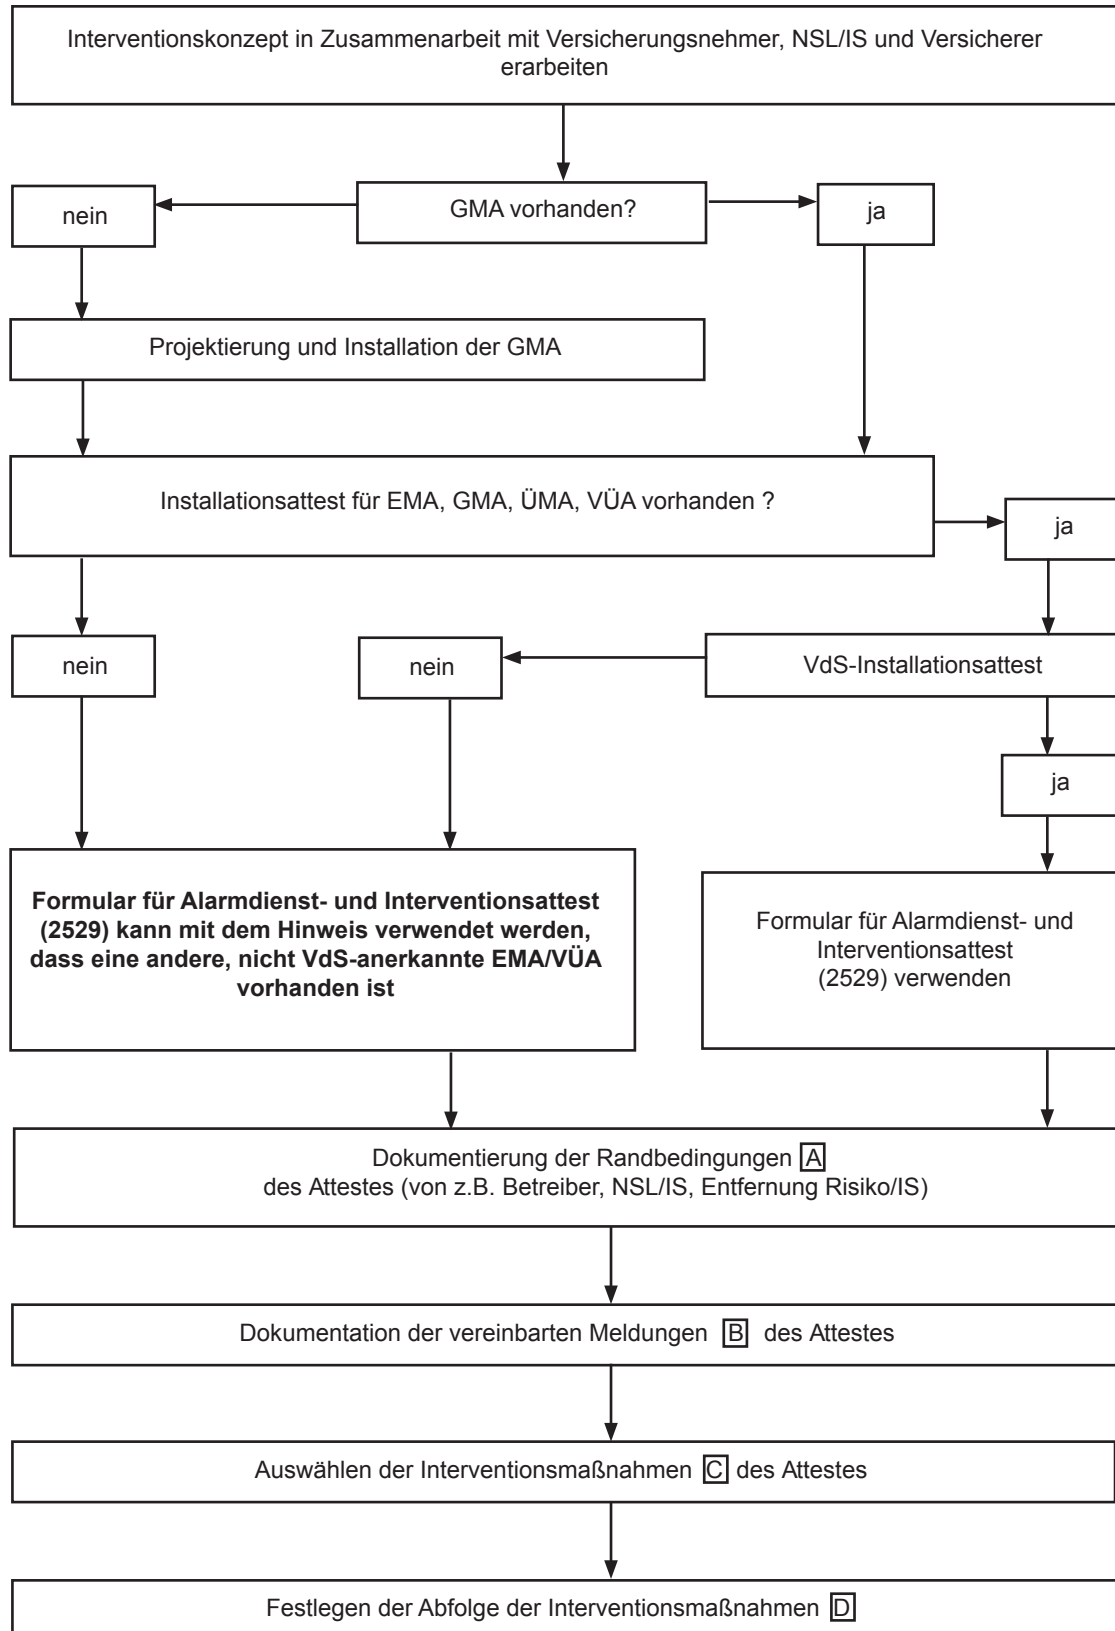 Interventionskonzept in Zusammenarbeit mit Versicherungsnehmer, NSL/IS und Versicherer
erarbeiten
nein
GMA vorhanden?
ja
Projektierung und Installation der GMA
Installationsattest für EMA, GMA, ÜMA, VÜA vorhanden ?
ja
nein
nein
VdS-Installationsattest
ja
Formular für Alarmdienst- und Interventionsattest
(2529) kann mit dem Hinweis verwendet werden,
dass eine andere, nicht VdS-anerkannte EMA/VÜA
vorhanden ist
Formular für Alarmdienst- und
Interventionsattest
(2529) verwenden
Dokumentierung der Randbedingungen A
des Attestes (von z.B. Betreiber, NSL/IS, Entfernung Risiko/IS)
Dokumentation der vereinbarten Meldungen B des Attestes
Auswählen der Interventionsmaßnahmen C des Attestes
Festlegen der Abfolge der Interventionsmaßnahmen D